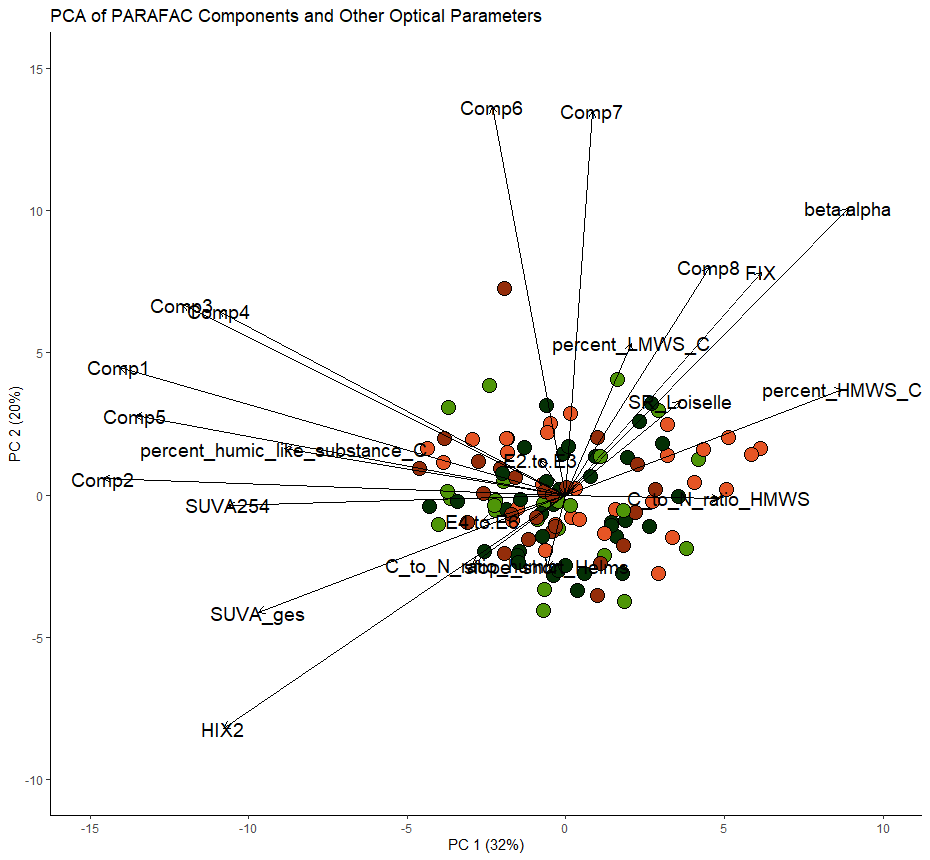 PCA of PARAFAC Components and Other Optical Parameters
15
Comp6
Comp7
10
beta.alpha
Comp8
FIX
Comp3
Comp4
percent_LMWS_C
5
Comp1
percent_HMWS_C
SR_Loiselle
Comp5
percent_humic_like_substance_C
E2.to.E3
Comp2
0
SUVA254
C_to_N_ratio_HMWS
E4.to.E6
SUVA_ges
-5
HIX2
-10
PC 2 (20%)
-15
-10
-5
0
5
10
PC 1 (32%)